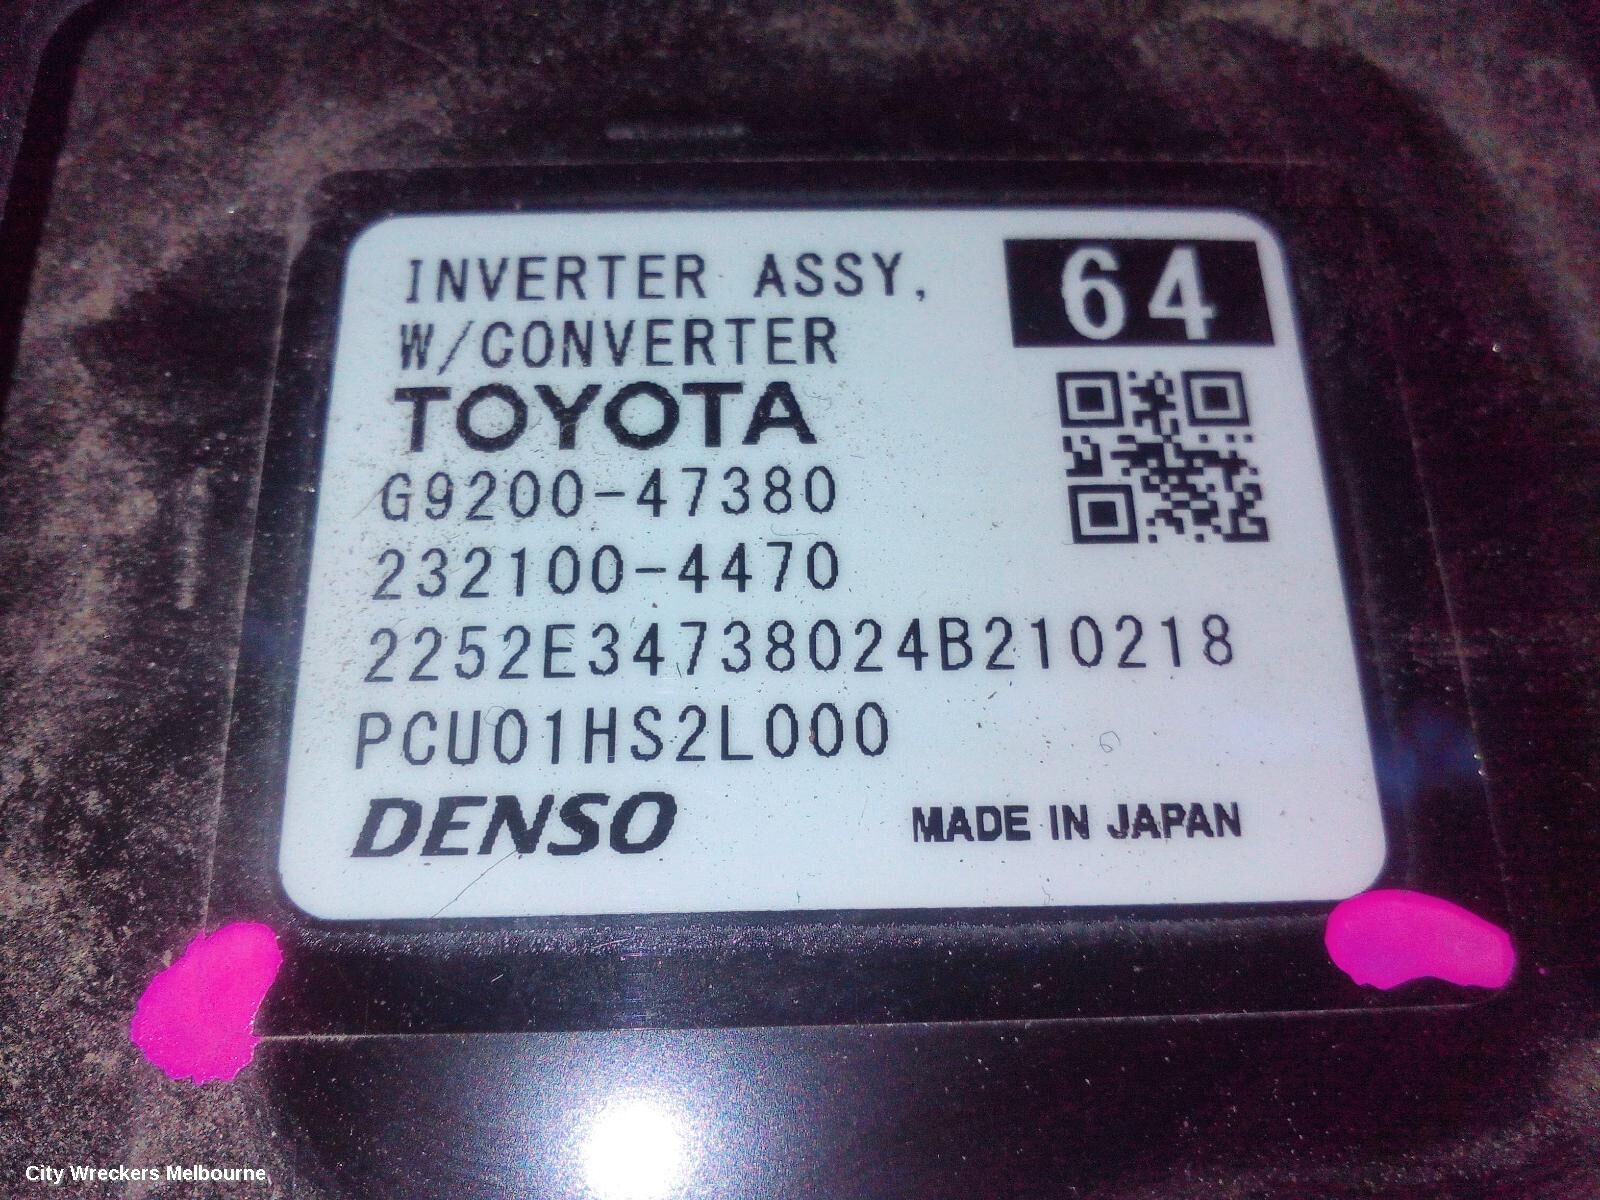 INVERTER ASSY,
W/CONVERTER
64
TOYOTA
G9200-47380
232100-4470
2252E34738024B210218
PCU01HS2L000
DENSO
MADE IN JAPAN
City Wreckers Melbourne